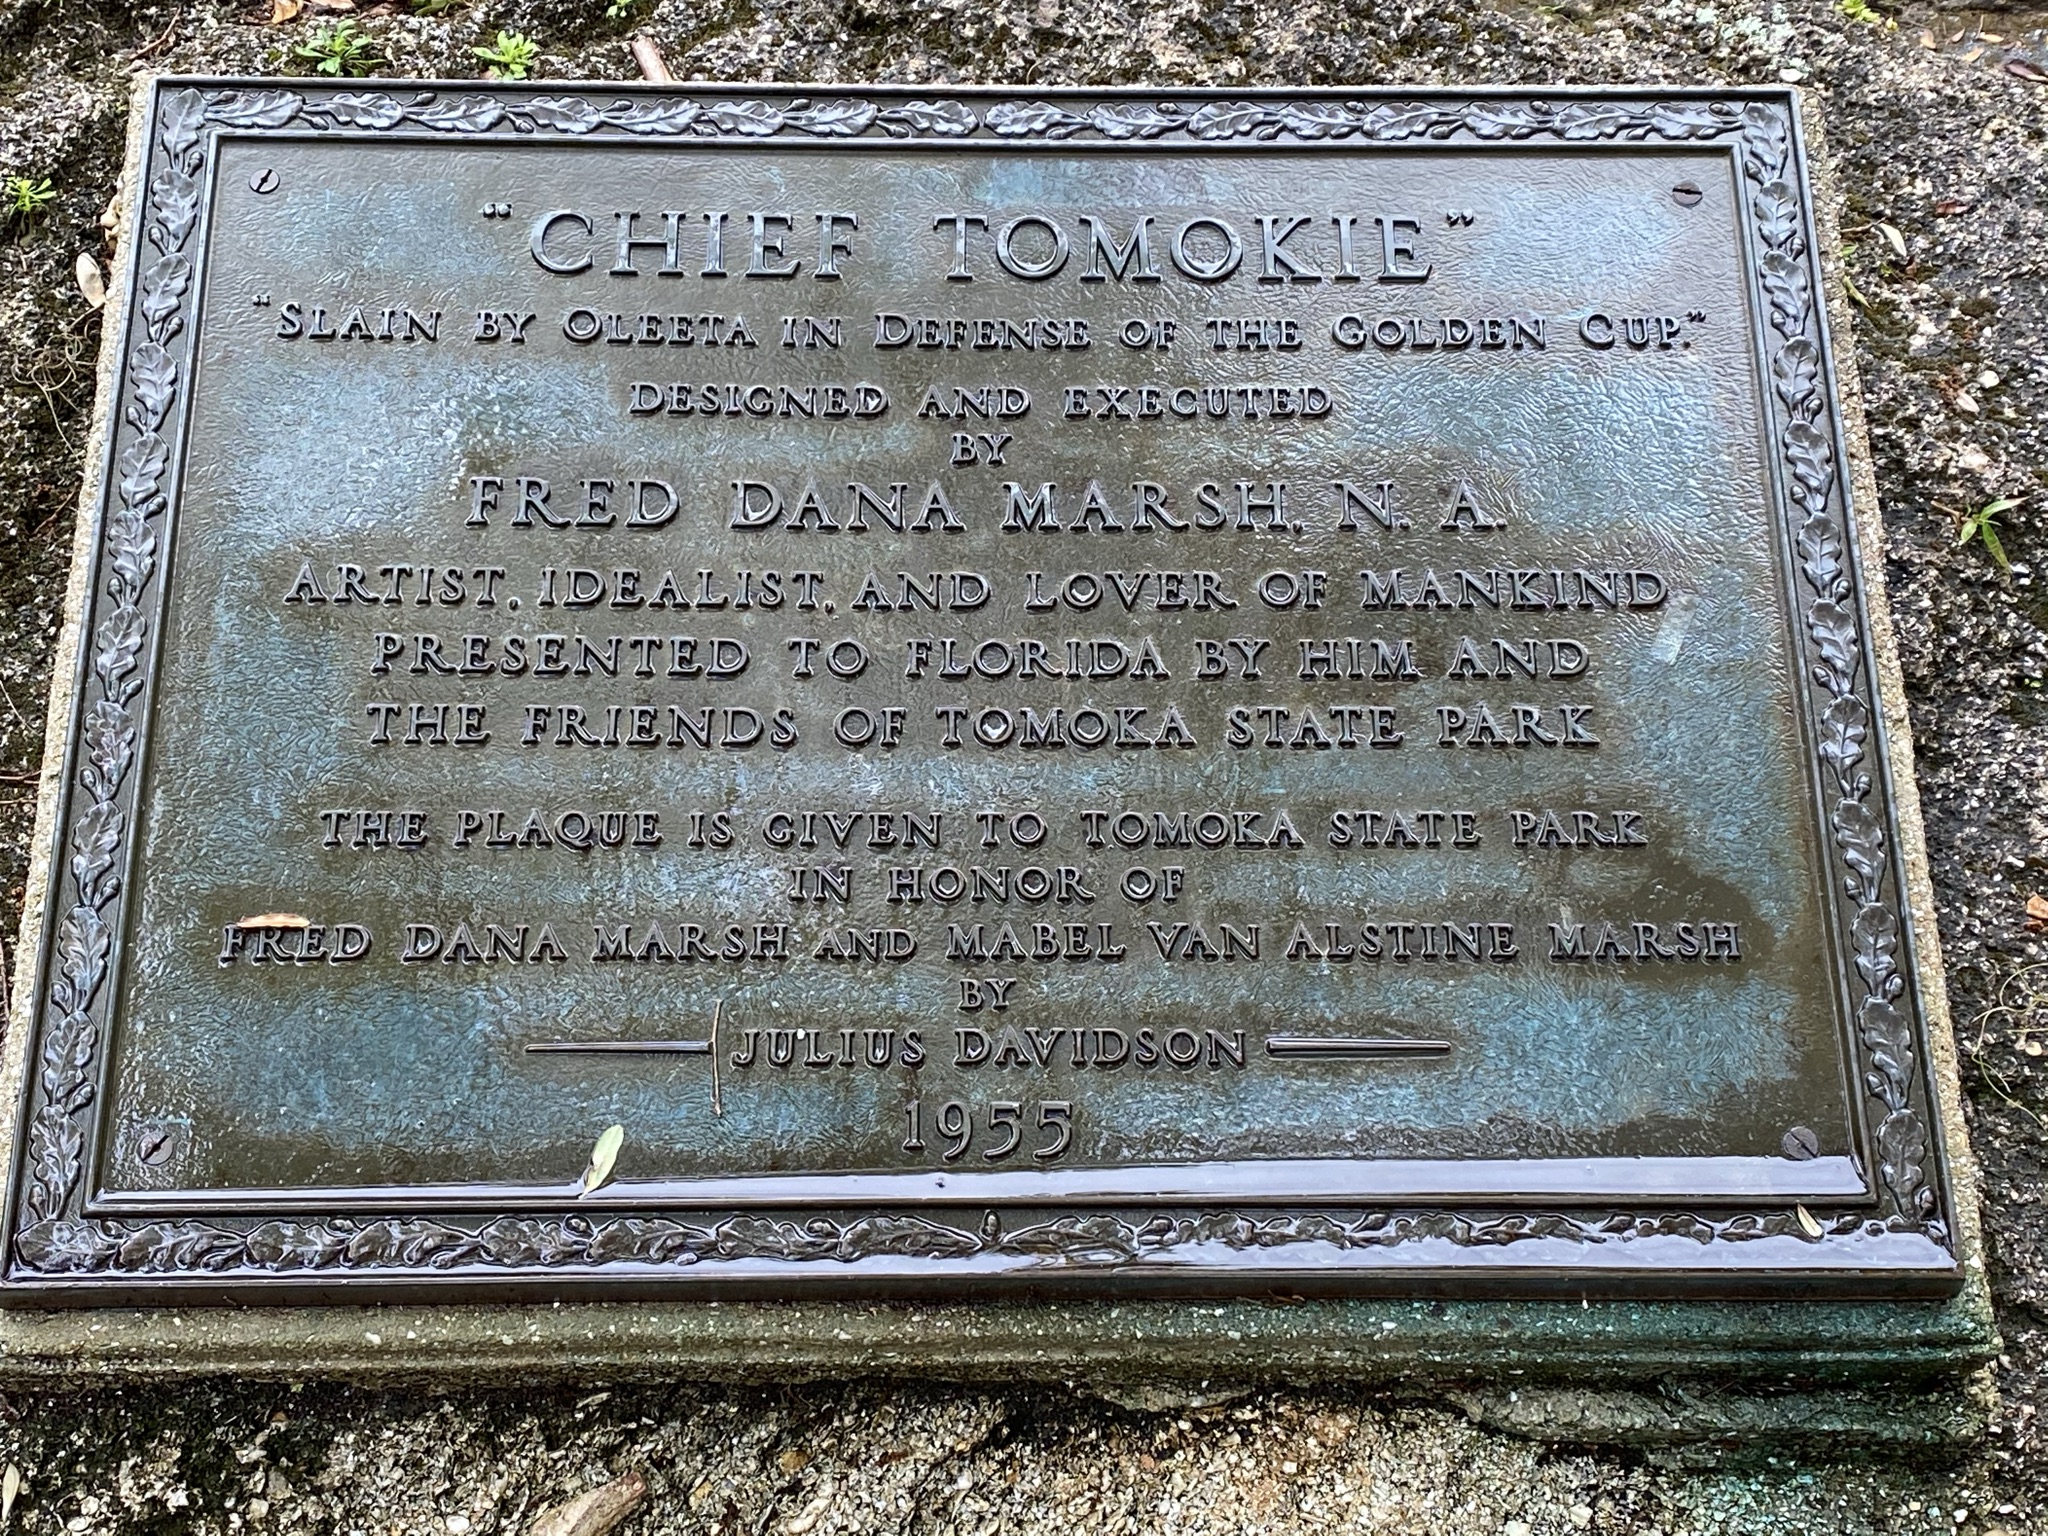 "CHIEF TOMOKIE"
"SLAIN BY OLEETA IN DEFENSE OF THE GOLDEN CUP."
DESIGNED AND EXECUTED
BY
FRED DANA MARSH, N. A.
ARTIST, IDEALIST, AND LOVER OF MANKIND
PRESENTED TO FLORIDA BY HIM AND
THE FRIENDS OF TOMOKA STATE PARK
THE PLAQUE IS GIVEN TO TOMOKA STATE PARK
IN HONOR OF
FRED DANA MARSH AND MABEL VAN ALSTINE MARSH
BY
JULIUS DAVIDSON
1955